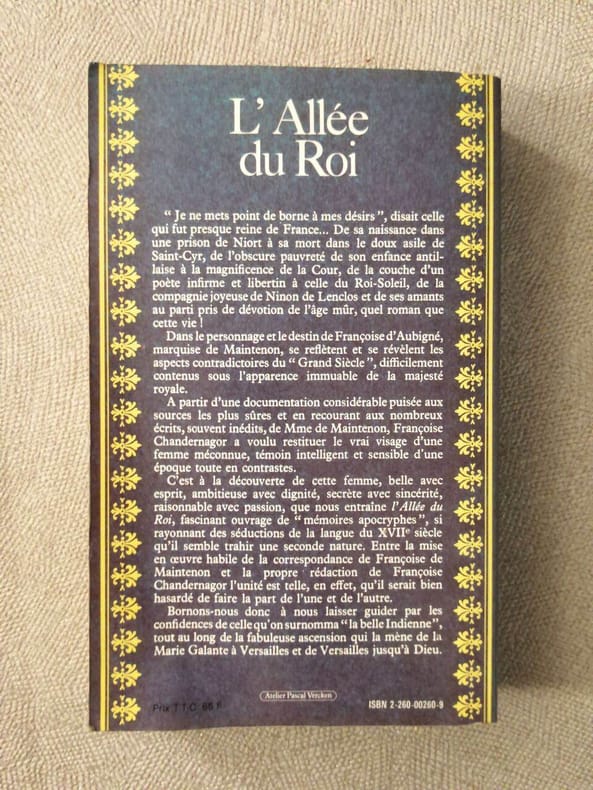 L'Allée
du Roi
“ Je ne mets point de borne à mes désirs ”, disait celle
qui fut presque reine de France... De sa naissance dans
une prison de Niort à sa mort dans le doux asile de
Saint-Cyr, de l'obscure pauvreté de son enfance antil-
laise à la magnificence de la Cour, de la couche d'un
poète infirme et libertin à celle du Roi-Soleil, de la
compagnie joyeuse de Ninon de Lenclos et de ses amants
au parti pris de dévotion de l'âge mûr, quel roman que
cette vie !
Dans le personnage et le destin de Françoise d'Aubigné,
marquise de Maintenon, se reflètent et se révèlent les
aspects contradictoires du “ Grand Siècle ”, difficilement
contenus sous l'apparence immuable de la majesté
royale.
A partir d'une documentation considérable puisée aux
sources les plus sûres et en recourant aux nombreux
écrits, souvent inédits, de Mme de Maintenon, Françoise
Chandernagor a voulu restituer le vrai visage d'une
femme méconnue, témoin intelligent et sensible d'une
époque toute en contrastes.
C'est à la découverte de cette femme, belle avec
esprit, ambitieuse avec dignité, secrète avec sincérité,
raisonnable avec passion, que nous entraîne l'Allée du
Roi, fascinant ouvrage de “ mémoires apocryphes ”, si
rayonnant des séductions de la langue du XVIIe siècle
qu'il semble trahir une seconde nature. Entre la mise
en œuvre habile de la correspondance de Françoise de
Maintenon et la propre rédaction de Françoise
Chandernagor l'unité est telle, en effet, qu'il serait bien
hasardé de faire la part de l'une et de l'autre.
Bornons-nous donc à nous laisser guider par les
confidences de celle qu'on surnomma “ la belle Indienne ”,
tout au long de la fabuleuse ascension qui la mène de la
Marie Galante à Versailles et de Versailles jusqu'à Dieu.
Atelier Pascal Vercken
Prix T.T.C. 66 F
ISBN 2-260-00260-9